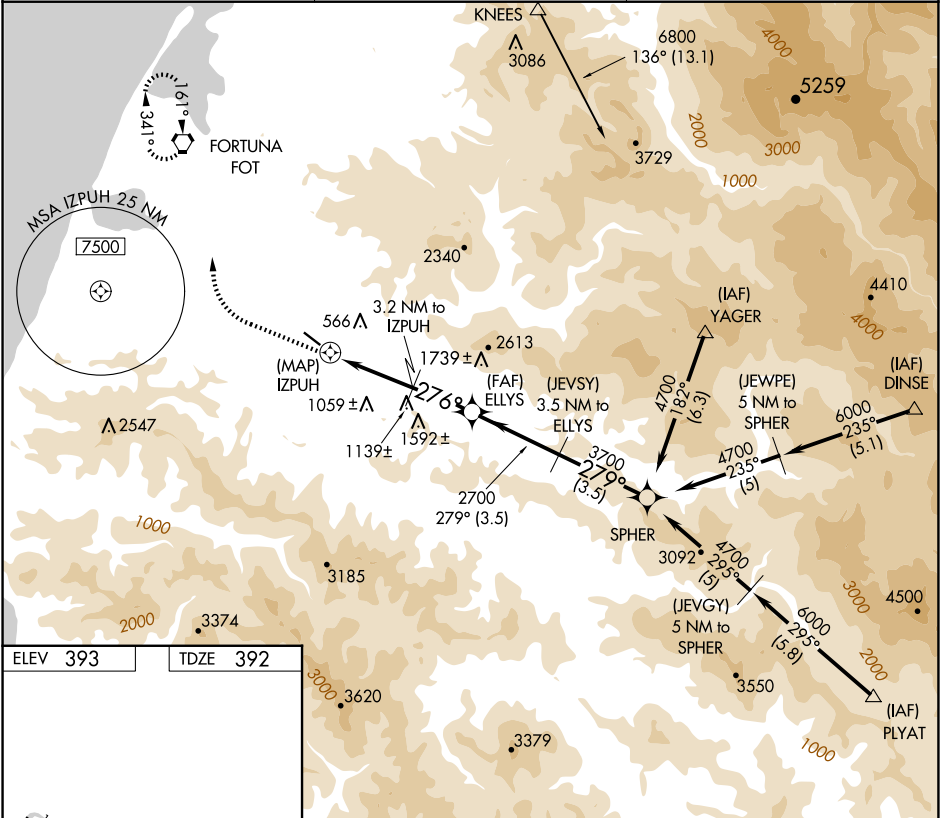 KNEES
3086
6800
136° (13.1)
4000
5259
2000
3000
3729
1000
161°
341°
FORTUNA
FOT
MSA IZPUH 25 NM
7500
2340
4410
4000
(IAF)
YAGER
566
3.2 NM to
IZPUH
2613
1739±
(MAP)
IZPUH
276°
(FAF)
ELLYS
(JEVSY)
3.5 NM to
ELLYS
4700
182°
(6.3)
(JEWPE)
5 NM to
SPHER
(IAF)
DINSE
6000
235°
(5.1)
1059±
1139±
1592±
2547
4700
235°
(5)
3700
279°
(3.5)
2700
279° (3.5)
SPHER
3092
4700
295°
(5)
1000
3185
(JEVGY)
5 NM to
SPHER
6000
295°
(5.8)
3000
4500
2000
3374
2000
ELEV 393
TDZE 392
3000
3620
3550
(IAF)
PLYAT
3379
1000